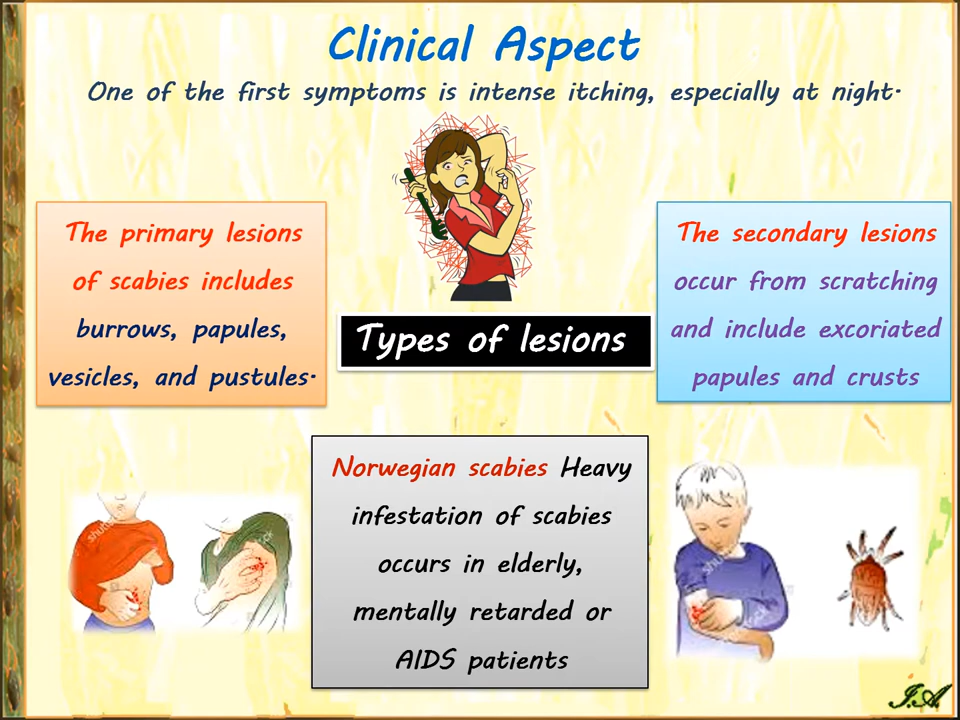 Clinical Aspect
One of the first symptoms is intense itching, especially at night.
The primary lesions
of scabies includes
burrows, papules,
vesicles, and pustules.
Types of lesions
The secondary lesions
occur from scratching
and include excoriated
papules and crusts
Norwegian scabies Heavy
infestation of scabies
occurs in elderly,
mentally retarded or
AIDS patients
I.A